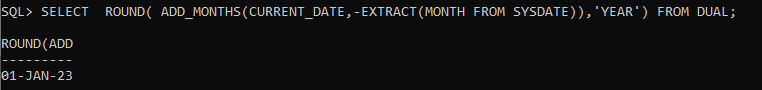 SQL> SELECT  ROUND( ADD_MONTHS(CURRENT_DATE,-EXTRACT(MONTH FROM SYSDATE)),'YEAR') FROM DUAL;
ROUND(ADD
---------
01-JAN-23